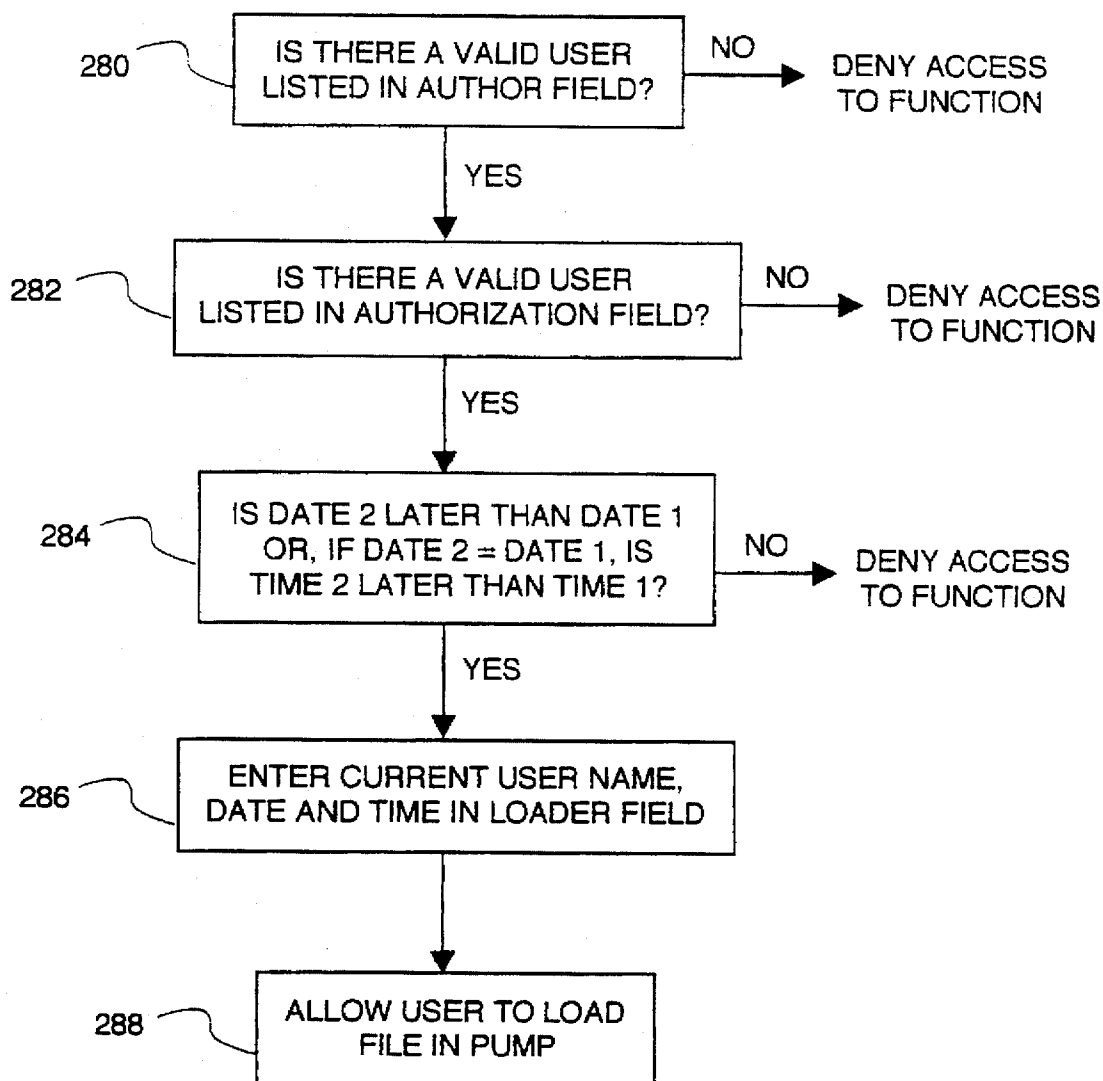 280
IS THERE A VALID USER
LISTED IN AUTHOR FIELD?
NO
DENY ACCESS
TO FUNCTION
YES
282
IS THERE A VALID USER
LISTED IN AUTHORIZATION FIELD?
NO
DENY ACCESS
TO FUNCTION
YES
284
IS DATE 2 LATER THAN DATE 1
OR, IF DATE 2 = DATE 1, IS
TIME 2 LATER THAN TIME 1?
NO
DENY ACCESS
TO FUNCTION
YES
286
ENTER CURRENT USER NAME,
DATE AND TIME IN LOADER FIELD
288
ALLOW USER TO LOAD
FILE IN PUMP